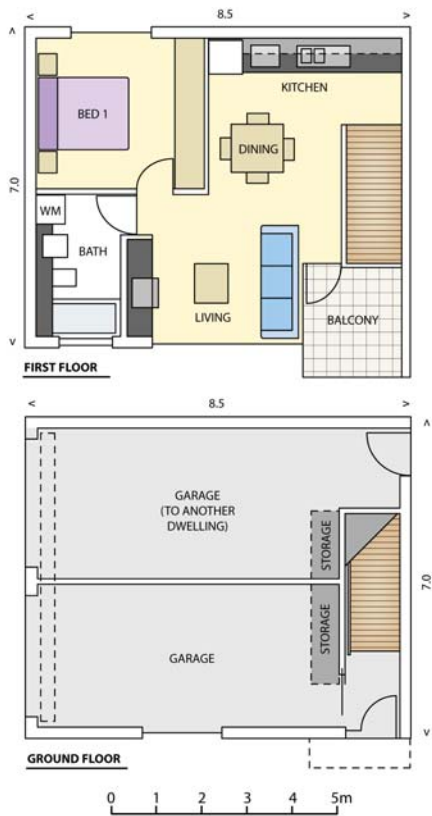 8.5
KITCHEN
BED 1
DINING
7.0
WM
BATH
LIVING
BALCONY
FIRST FLOOR
8.5
GARAGE
(TO ANOTHER
DWELLING)
STORAGE
7.0
STORAGE
GARAGE
GROUND FLOOR
0 1 2 3 4 5m